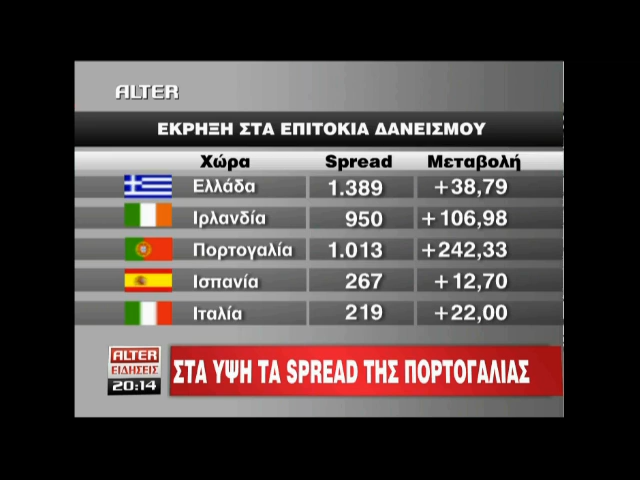 ALTER
ΕΚΡΗΞΗ ΣΤΑ ΕΠΙΤΟΚΙΑ ΔΑΝΕΙΣΜΟΥ
Χώρα Spread Μεταβολή
Ελλάδα 1.389 +38,79
Ιρλανδία 950 +106,98
Πορτογαλία 1.013 +242,33
Ισπανία 267 +12,70
Ιταλία 219 +22,00
ALTER
ΕΙΔΗΣΕΙΣ
20:14
ΣΤΑ ΥΨΗ ΤΑ SPREAD ΤΗΣ ΠΟΡΤΟΓΑΛΙΑΣ